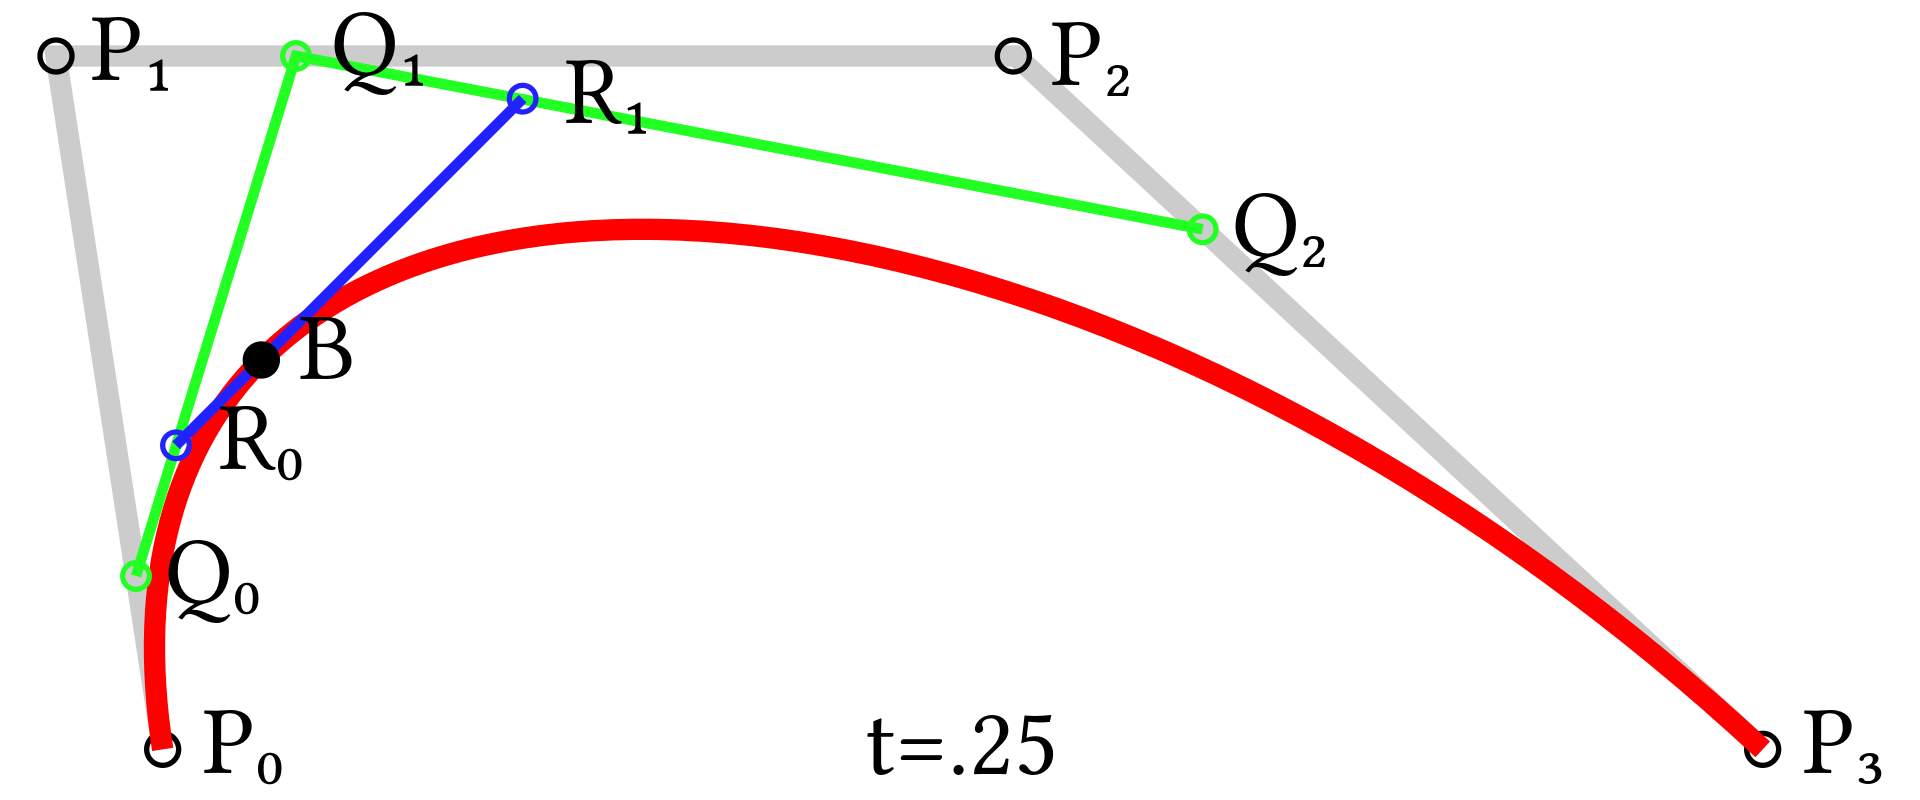 P₁
Q₁
P₂
R₁
Q₂
B
R₀
Q₀
P₀
t=.25
P₃